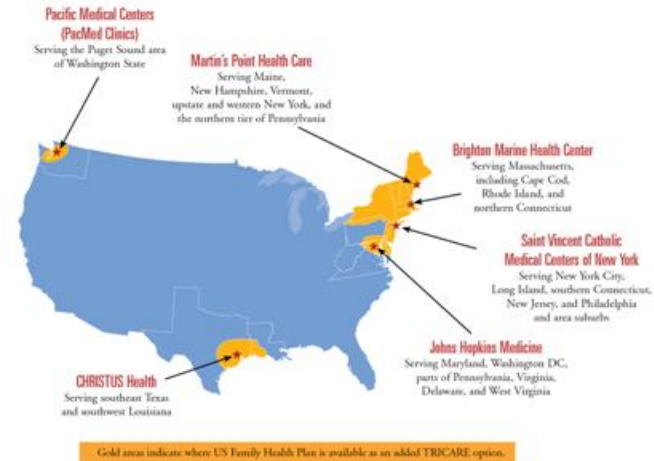 Pacific Medical Centers
(PacMed Clinics)
Serving the Puget Sound area
of Washington State
Martin's Point Health Care
Serving Maine,
New Hampshire, Vermont,
upstate and western New York, and
the northern tier of Pennsylvania
Brighton Marine Health Center
Serving Massachusetts,
including Cape Cod,
Rhode Island, and
northern Connecticut
Saint Vincent Catholic
Medical Centers of New York
Serving New York City,
Long Island, southern Connecticut,
New Jersey, and Philadelphia
and area suburbs
Johns Hopkins Medicine
Serving Maryland, Washington DC,
parts of Pennsylvania, Virginia,
Delaware, and West Virginia
CHRISTUS Health
Serving southeast Texas
and southwest Louisiana
Gold areas indicate where US Family Health Plan is available as an added TRICARE option.